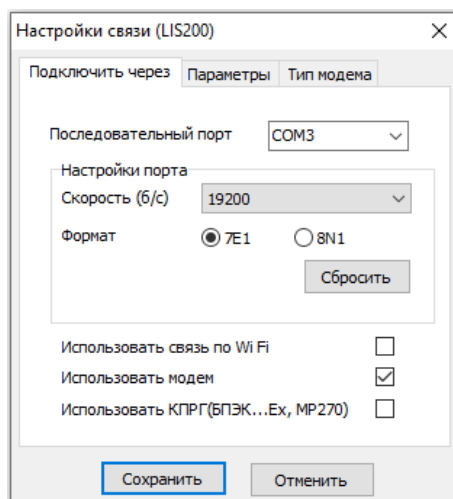 Настройки связи (LIS200)
Подключить через Параметры Тип модема
Последовательный порт COM3
Настройки порта
Скорость (б/с) 19200
Формат 7E1 8N1
Сбросить
Использовать связь по Wi Fi
Использовать модем
Использовать КПРГ(БПЭК...Ex, МР270)
Сохранить Отменить